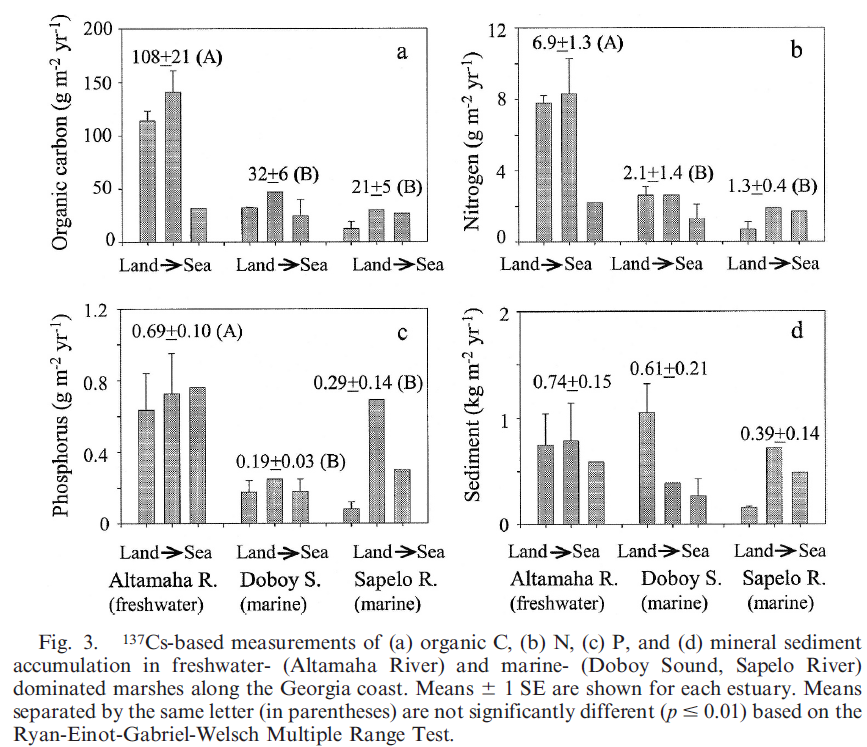 200
150
100
50
0
Organic carbon (g m⁻² yr⁻¹)
108±21 (A)
32±6 (B)
21±5 (B)
a
Land→Sea Land→Sea Land→Sea
12
8
4
0
Nitrogen (g m⁻² yr⁻¹)
6.9±1.3 (A)
2.1±1.4 (B)
1.3±0.4 (B)
b
Land→Sea Land→Sea Land→Sea
1.2
0.8
0.4
0
Phosphorus (g m⁻² yr⁻¹)
0.69±0.10 (A)
0.19±0.03 (B)
0.29±0.14 (B)
c
Land→Sea Land→Sea Land→Sea
Altamaha R. Doboy S. Sapelo R.
(freshwater) (marine) (marine)
2
1
0
Sediment (kg m⁻² yr⁻¹)
0.74±0.15
0.61±0.21
0.39±0.14
d
Land→Sea Land→Sea Land→Sea
Altamaha R. Doboy S. Sapelo R.
(freshwater) (marine) (marine)
Fig. 3. ¹³⁷Cs-based measurements of (a) organic C, (b) N, (c) P, and (d) mineral sediment
accumulation in freshwater- (Altamaha River) and marine- (Doboy Sound, Sapelo River)
dominated marshes along the Georgia coast. Means ± 1 SE are shown for each estuary. Means
separated by the same letter (in parentheses) are not significantly different (p ≤ 0.01) based on the
Ryan-Einot-Gabriel-Welsch Multiple Range Test.